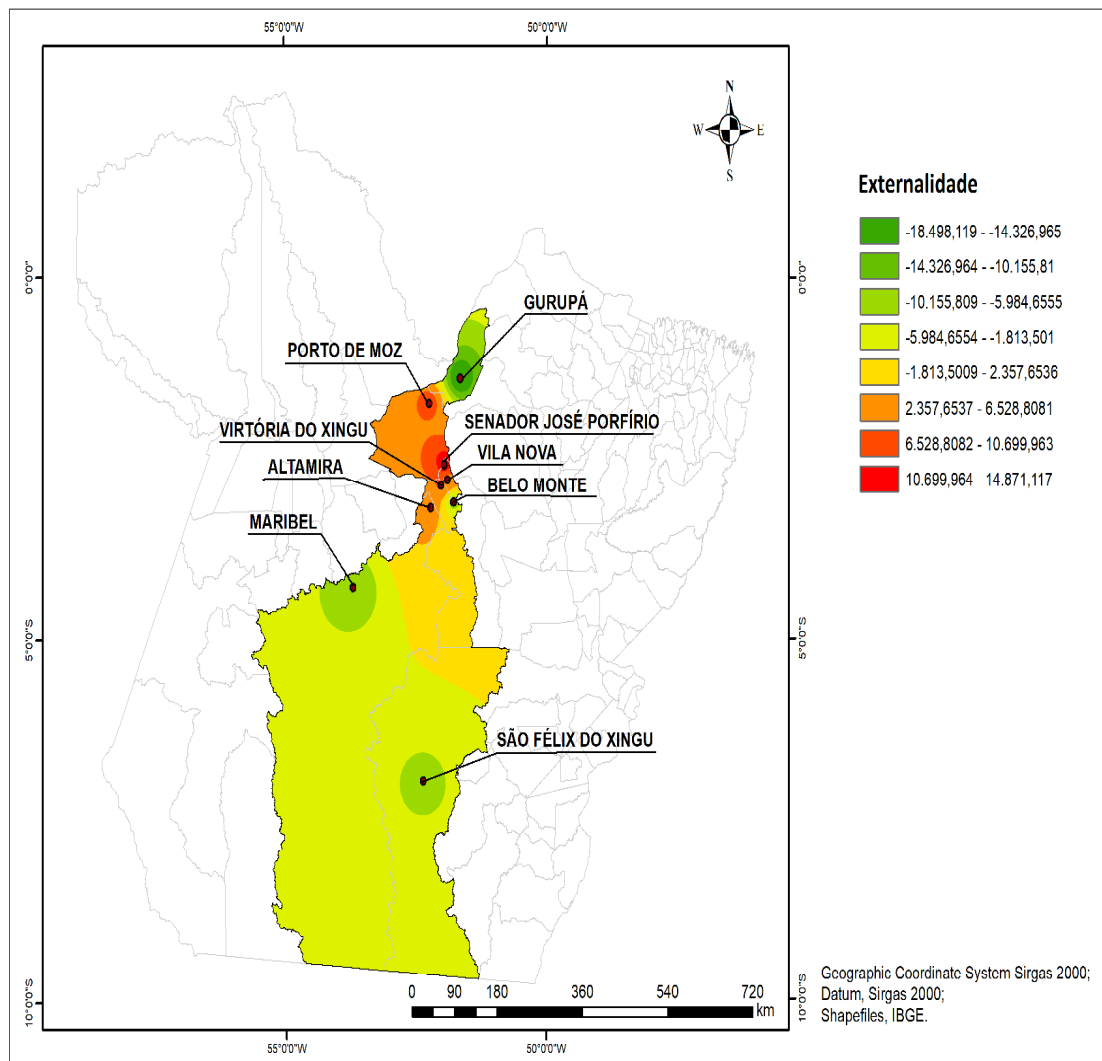 55°0'0"W
50°0'0"W
N
W
E
S
0°0'0"
0°0'0"
Externalidade
-18.498,119 - -14.326,965
-14.326,964 - -10.155,81
-10.155,809 - -5.984,6555
-5.984,6554 - -1.813,501
-1.813,5009 - 2.357,6536
2.357,6537 - 6.528,8081
6.528,8082 - 10.699,963
10.699,964 14.871,117
GURUPÁ
PORTO DE MOZ
SENADOR JOSÉ PORFÍRIO
VIRTÓRIA DO XINGU
VILA NOVA
ALTAMIRA
BELO MONTE
MARIBEL
5°0'0"S
5°0'0"S
SÃO FÉLIX DO XINGU
0 90 180 360 540 720
km
Geographic Coordinate System Sirgas 2000;
Datum, Sirgas 2000;
Shapefiles, IBGE.
10°0'0"S
10°0'0"S
55°0'0"W
50°0'0"W